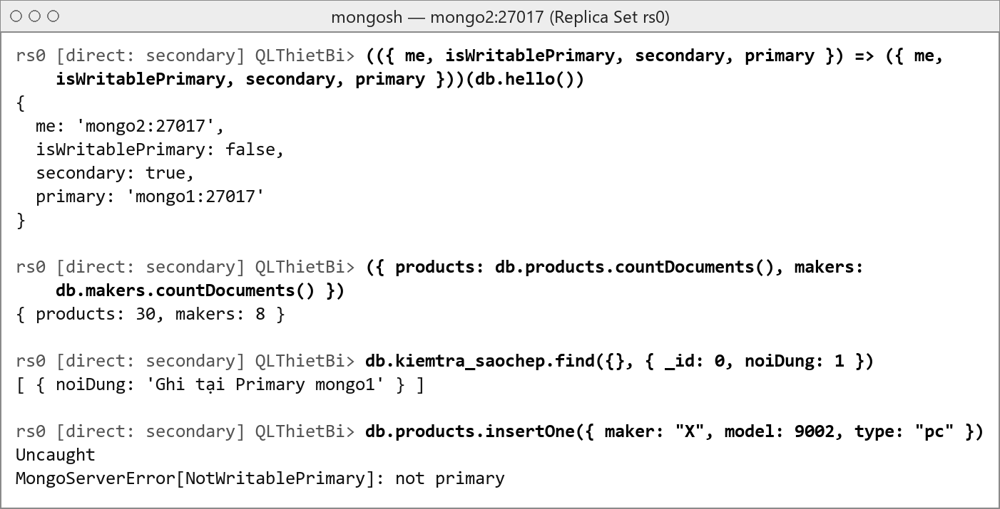 mongosh — mongo2:27017 (Replica Set rs0)
rs0 [direct: secondary] QLThietBi> (({ me, isWritablePrimary, secondary, primary }) => ({ me,
    isWritablePrimary, secondary, primary }))(db.hello())
{
  me: 'mongo2:27017',
  isWritablePrimary: false,
  secondary: true,
  primary: 'mongo1:27017'
}
rs0 [direct: secondary] QLThietBi> ({ products: db.products.countDocuments(), makers:
    db.makers.countDocuments() })
{ products: 30, makers: 8 }
rs0 [direct: secondary] QLThietBi> db.kiemtra_saochep.find({}, { _id: 0, noiDung: 1 })
[ { noiDung: 'Ghi tại Primary mongo1' } ]
rs0 [direct: secondary] QLThietBi> db.products.insertOne({ maker: "X", model: 9002, type: "pc" })
Uncaught
MongoServerError[NotWritablePrimary]: not primary